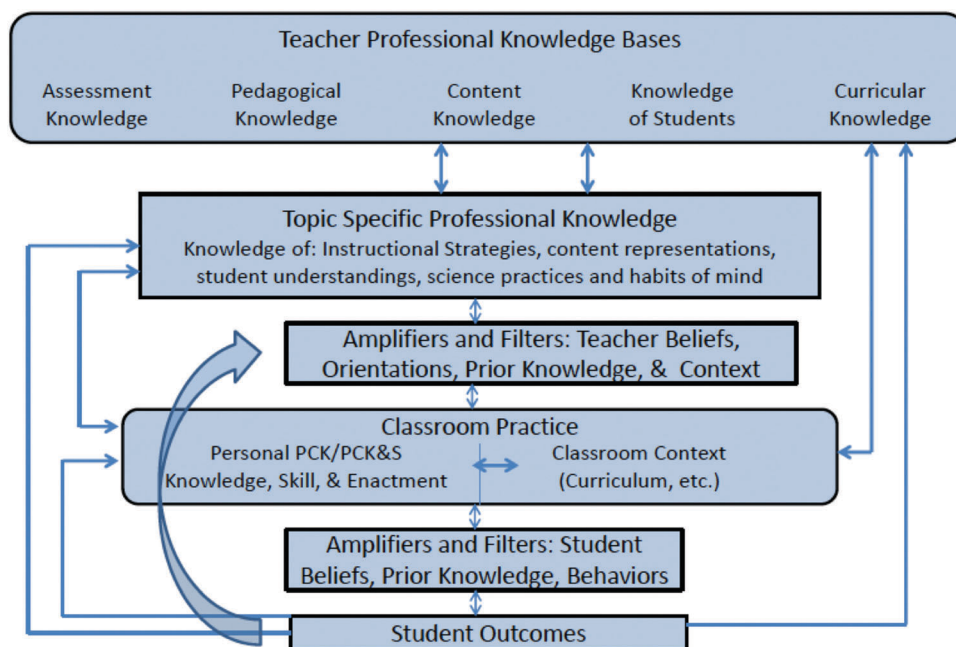 Teacher Professional Knowledge Bases
Assessment Knowledge
Pedagogical Knowledge
Content Knowledge
Knowledge of Students
Curricular Knowledge
Topic Specific Professional Knowledge
Knowledge of: Instructional Strategies, content representations,
student understandings, science practices and habits of mind
Amplifiers and Filters: Teacher Beliefs,
Orientations, Prior Knowledge, & Context
Classroom Practice
Personal PCK/PCK&S
Knowledge, Skill, & Enactment
Classroom Context
(Curriculum, etc.)
Amplifiers and Filters: Student
Beliefs, Prior Knowledge, Behaviors
Student Outcomes